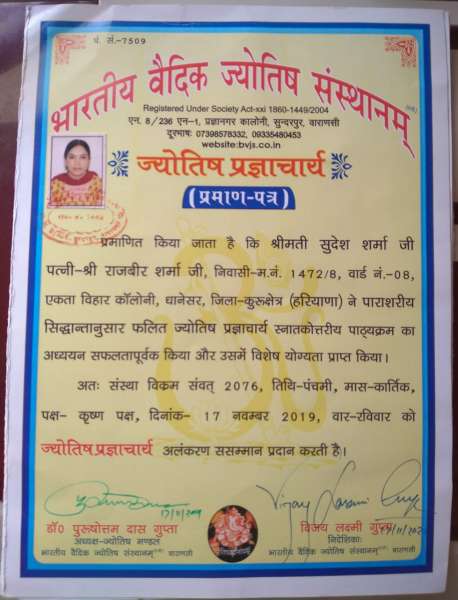 पं. सं.-7509
भारतीय वैदिक ज्योतिष संस्थानम्
Registered Under Society Act-xxi 1860-1449/2004
एन. 8/236 एन-1, प्रज्ञानगर कालोनी, सुन्दरपुर, वाराणसी
दूरभाषः 07398578332, 09335480453
website:bvjs.co.in
ज्योतिष प्रज्ञाचार्य
(प्रमाण-पत्र)
प्रमाणित किया जाता है कि श्रीमती सुदेश शर्मा जी
पत्नी-श्री राजबीर शर्मा जी, निवासी-म.नं. 1472/8, वार्ड नं.-08,
एकता विहार कॉलोनी, थानेसर, जिला-कुरूक्षेत्र (हरियाणा) ने पाराशरीय
सिद्धान्तानुसार फलित ज्योतिष प्रज्ञाचार्य स्नातकोत्तरीय पाठ्यक्रम का
अध्ययन सफलतापूर्वक किया और उसमें विशेष योग्यता प्राप्त किया।
अतः संस्था विक्रम संवत् 2076, तिथि-पंचमी, मास-कार्तिक,
पक्ष- कृष्ण पक्ष, दिनांक- 17 नवम्बर 2019, वार-रविवार को
ज्योतिष प्रज्ञाचार्य अलंकरण ससम्मान प्रदान करती है।
डॉ० पुरूषोत्तम दास गुप्ता
अध्यक्ष-ज्योतिष मण्डल
भारतीय वैदिक ज्योतिष संस्थानम् वाराणसी
विजय लक्ष्मी गुप्ता
निदेशिकाः
भारतीय वैदिक ज्योतिष संस्थानम् वाराणसी